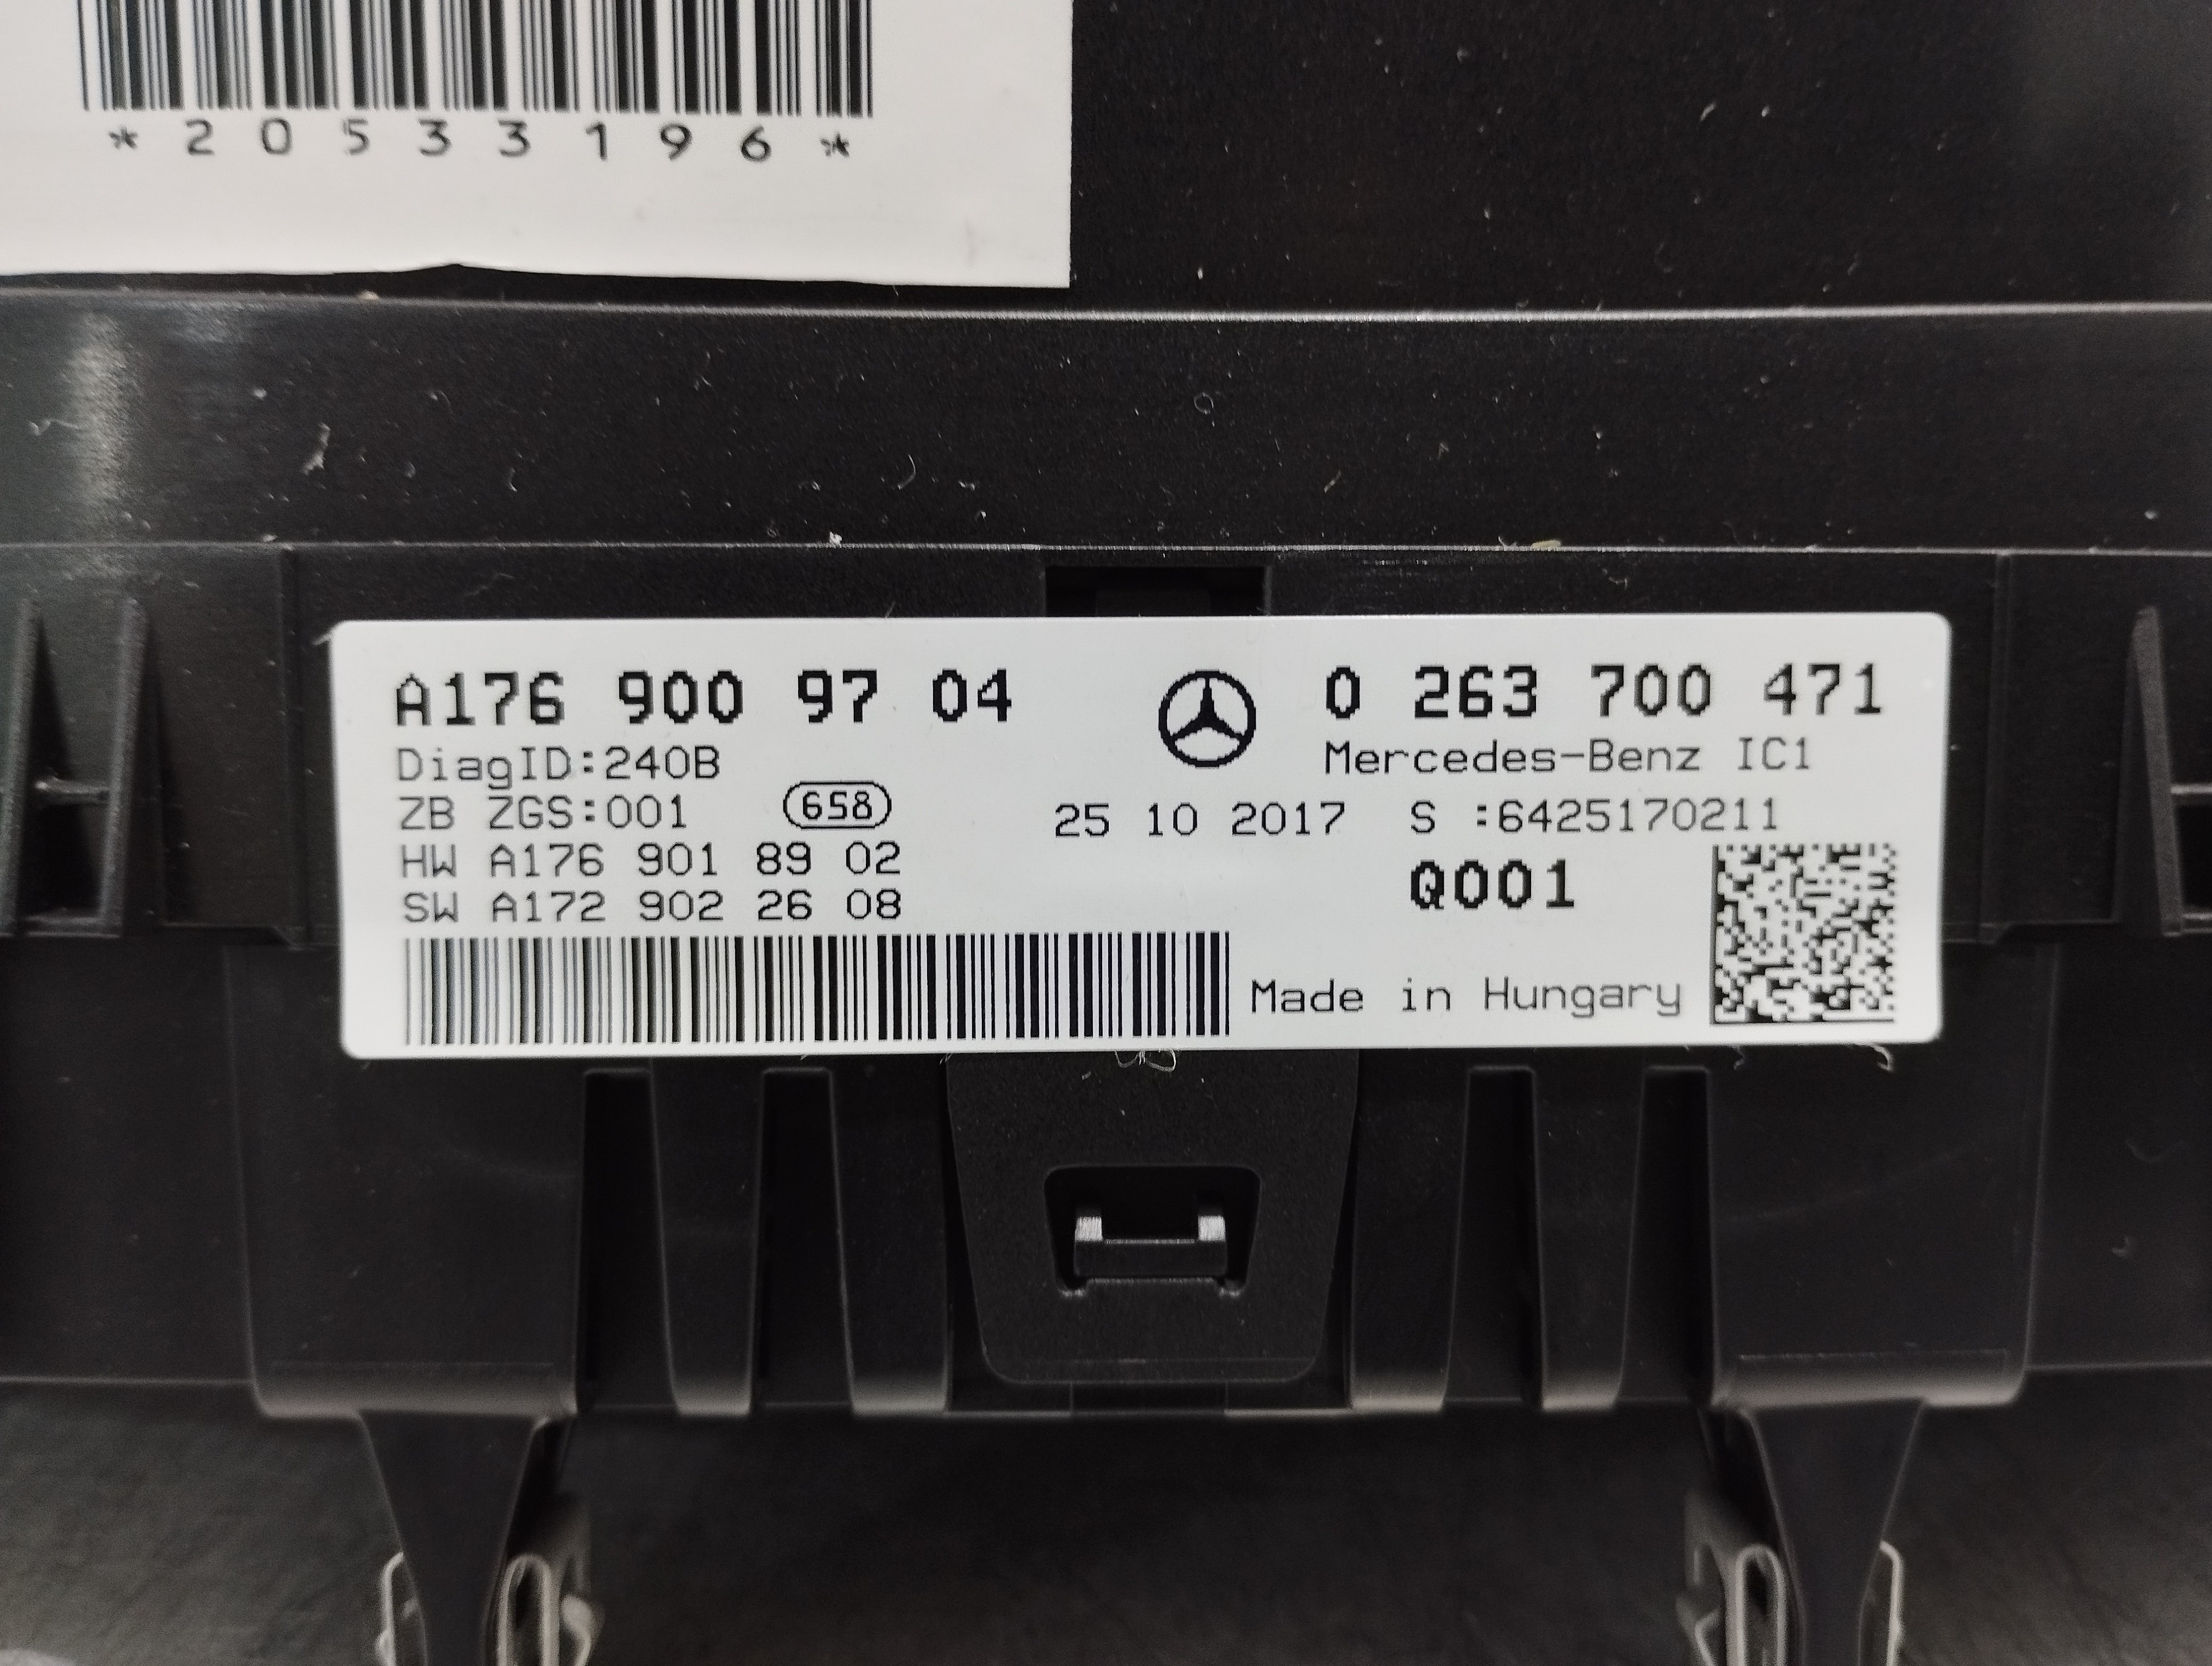 *20533196*
A176 900 97 04
0 263 700 471
DiagID:240B
Mercedes-Benz IC1
ZB ZGS:001
658
25 10 2017
S :6425170211
HW A176 901 89 02
Q001
SW A172 902 26 08
Made in Hungary